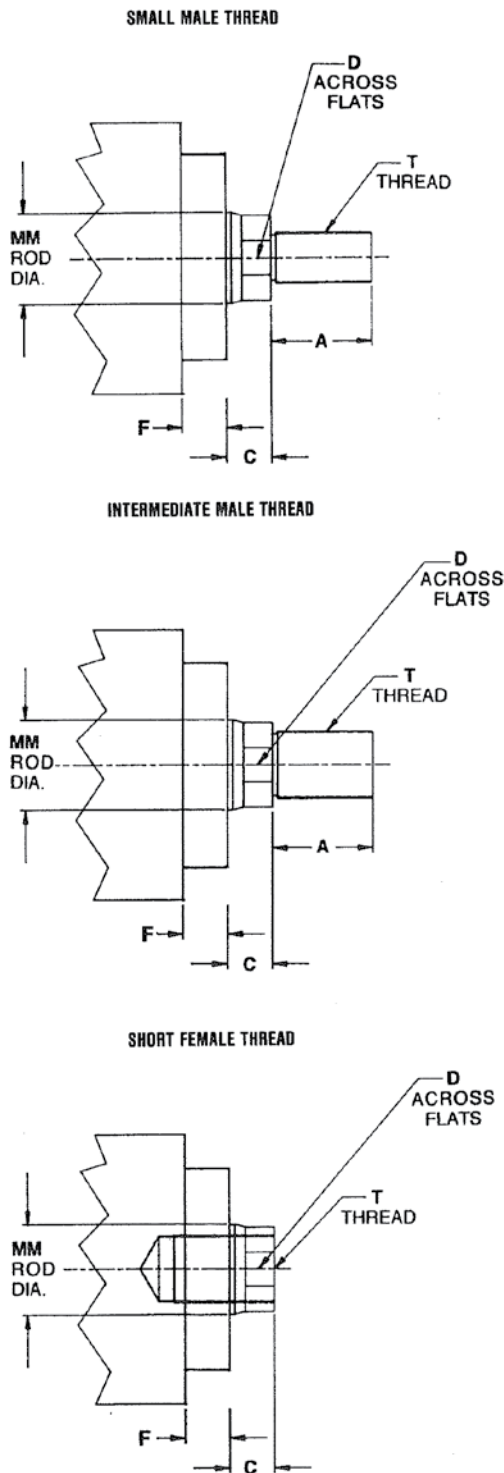 SMALL MALE THREAD
D
ACROSS
FLATS
T
THREAD
MM
ROD
DIA.
A
F
C
INTERMEDIATE MALE THREAD
D
ACROSS
FLATS
T
THREAD
MM
ROD
DIA.
A
F
C
SHORT FEMALE THREAD
D
ACROSS
FLATS
T
THREAD
MM
ROD
DIA.
F
C